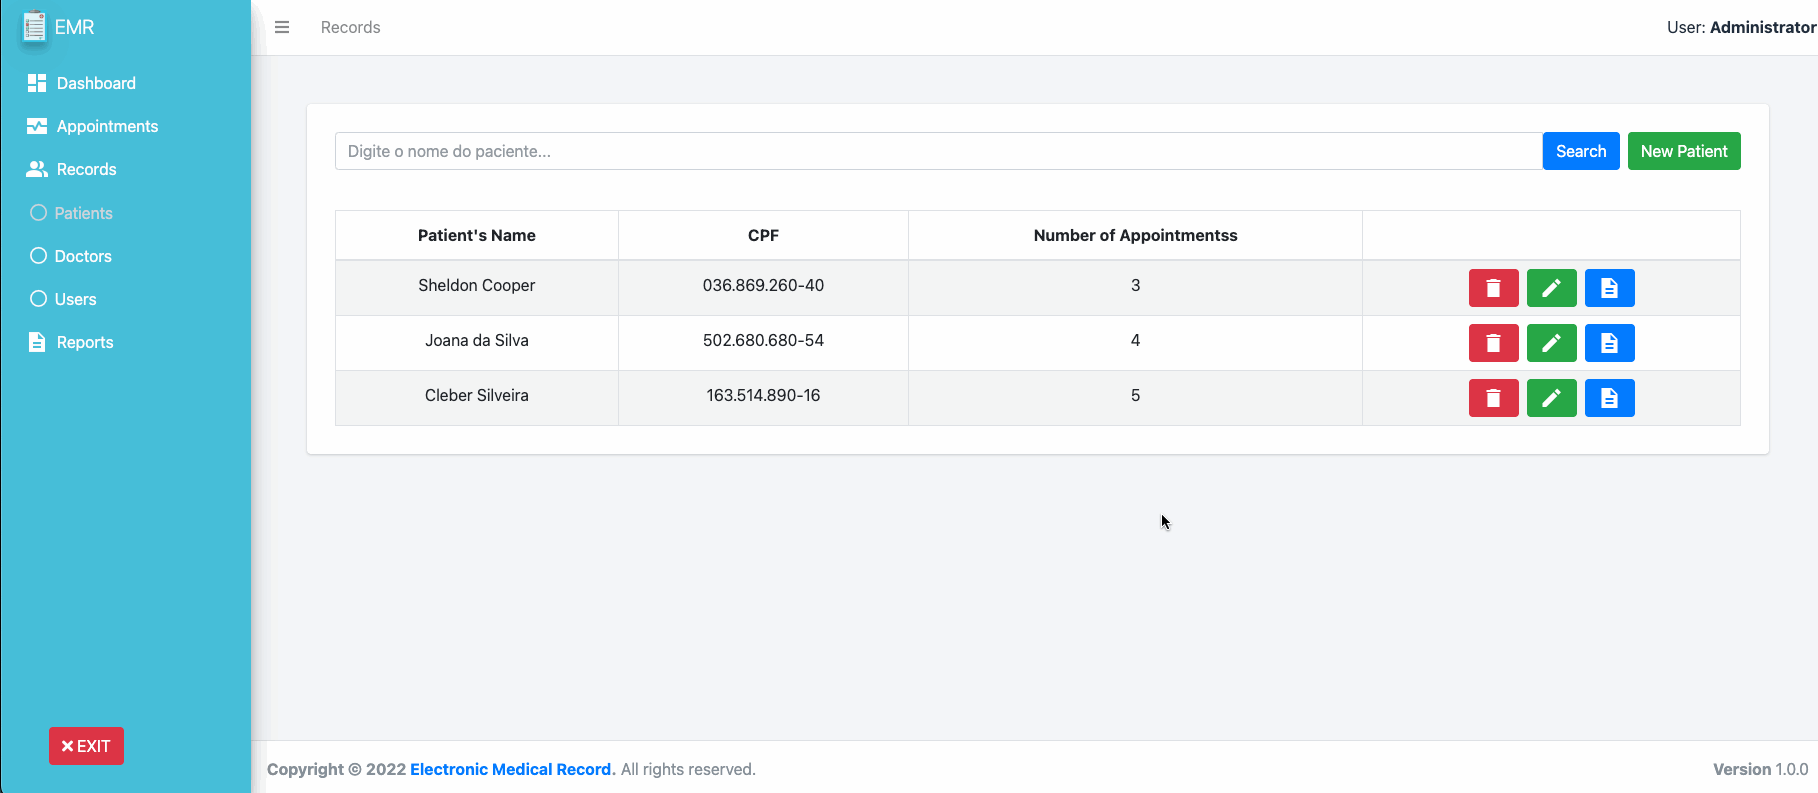 EMR
Dashboard
Appointments
Records
Patients
Doctors
Users
Reports
EXIT
Records
User: Administrator
Digite o nome do paciente...
Search
New Patient
Patient's Name CPF Number of Appointmentss
Sheldon Cooper 036.869.260-40 3
Joana da Silva 502.680.680-54 4
Cleber Silveira 163.514.890-16 5
Copyright © 2022 Electronic Medical Record. All rights reserved.
Version 1.0.0